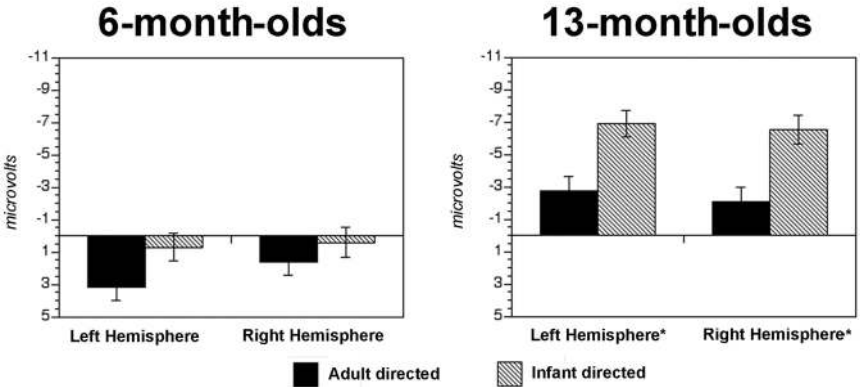 6-month-olds
13-month-olds
microvolts
-11
-9
-7
-5
-3
-1
1
3
5
Left Hemisphere
Right Hemisphere
microvolts
-11
-9
-7
-5
-3
-1
1
3
5
Left Hemisphere*
Right Hemisphere*
Adult directed
Infant directed